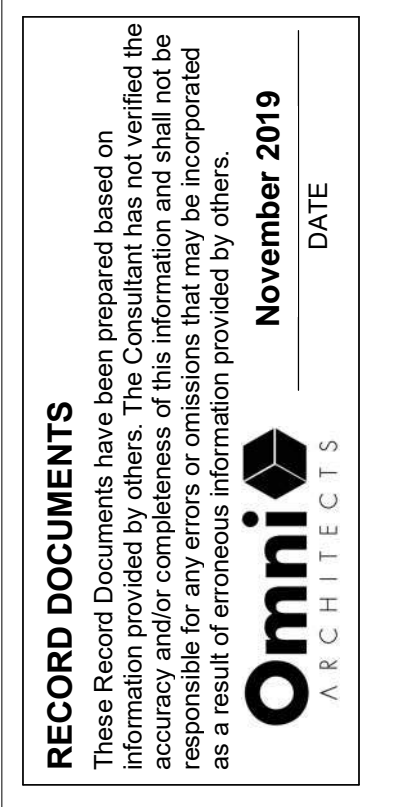 RECORD DOCUMENTS
These Record Documents have been prepared based on
information provided by others. The Consultant has not verified the
accuracy and/or completeness of this information and shall not be
responsible for any errors or omissions that may be incorporated
as a result of erroneous information provided by others.
Omni
ARCHITECTS
November 2019
DATE